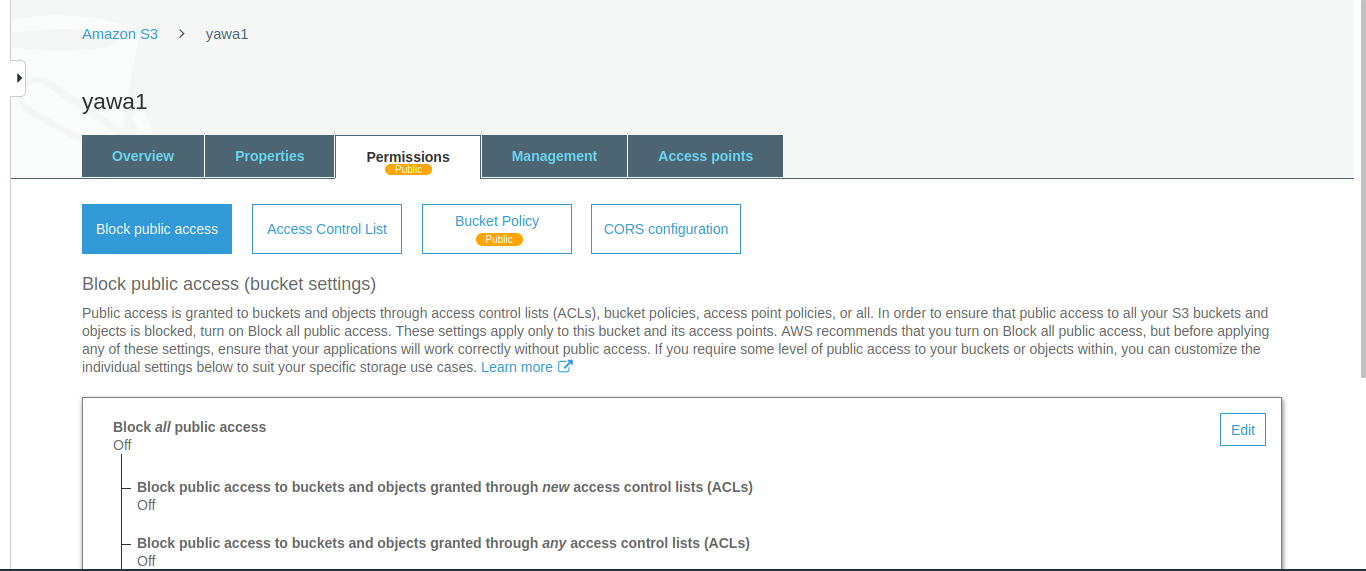 Amazon S3 > yawa1
yawa1
Overview Properties Permissions Management Access points
Public
Block public access Access Control List Bucket Policy CORS configuration
Public
Block public access (bucket settings)
Public access is granted to buckets and objects through access control lists (ACLs), bucket policies, access point policies, or all. In order to ensure that public access to all your S3 buckets and
objects is blocked, turn on Block all public access. These settings apply only to this bucket and its access points. AWS recommends that you turn on Block all public access, but before applying
any of these settings, ensure that your applications will work correctly without public access. If you require some level of public access to your buckets or objects within, you can customize the
individual settings below to suit your specific storage use cases. Learn more
Block all public access
Edit
Off
Block public access to buckets and objects granted through new access control lists (ACLs)
Off
Block public access to buckets and objects granted through any access control lists (ACLs)
Off